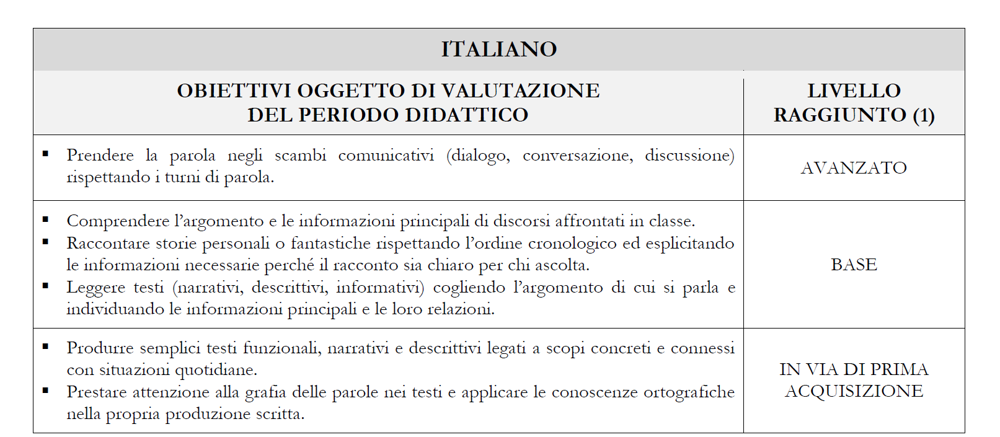 ITALIANO
OBIETTIVI OGGETTO DI VALUTAZIONE
DEL PERIODO DIDATTICO
LIVELLO
RAGGIUNTO (1)
▪ Prendere la parola negli scambi comunicativi (dialogo, conversazione, discussione)
rispettando i turni di parola.
AVANZATO
▪ Comprendere l’argomento e le informazioni principali di discorsi affrontati in classe.
▪ Raccontare storie personali o fantastiche rispettando l’ordine cronologico ed esplicitando
le informazioni necessarie perché il racconto sia chiaro per chi ascolta.
▪ Leggere testi (narrativi, descrittivi, informativi) cogliendo l’argomento di cui si parla e
individuando le informazioni principali e le loro relazioni.
BASE
▪ Produrre semplici testi funzionali, narrativi e descrittivi legati a scopi concreti e connessi
con situazioni quotidiane.
▪ Prestare attenzione alla grafia delle parole nei testi e applicare le conoscenze ortografiche
nella propria produzione scritta.
IN VIA DI PRIMA
ACQUISIZIONE